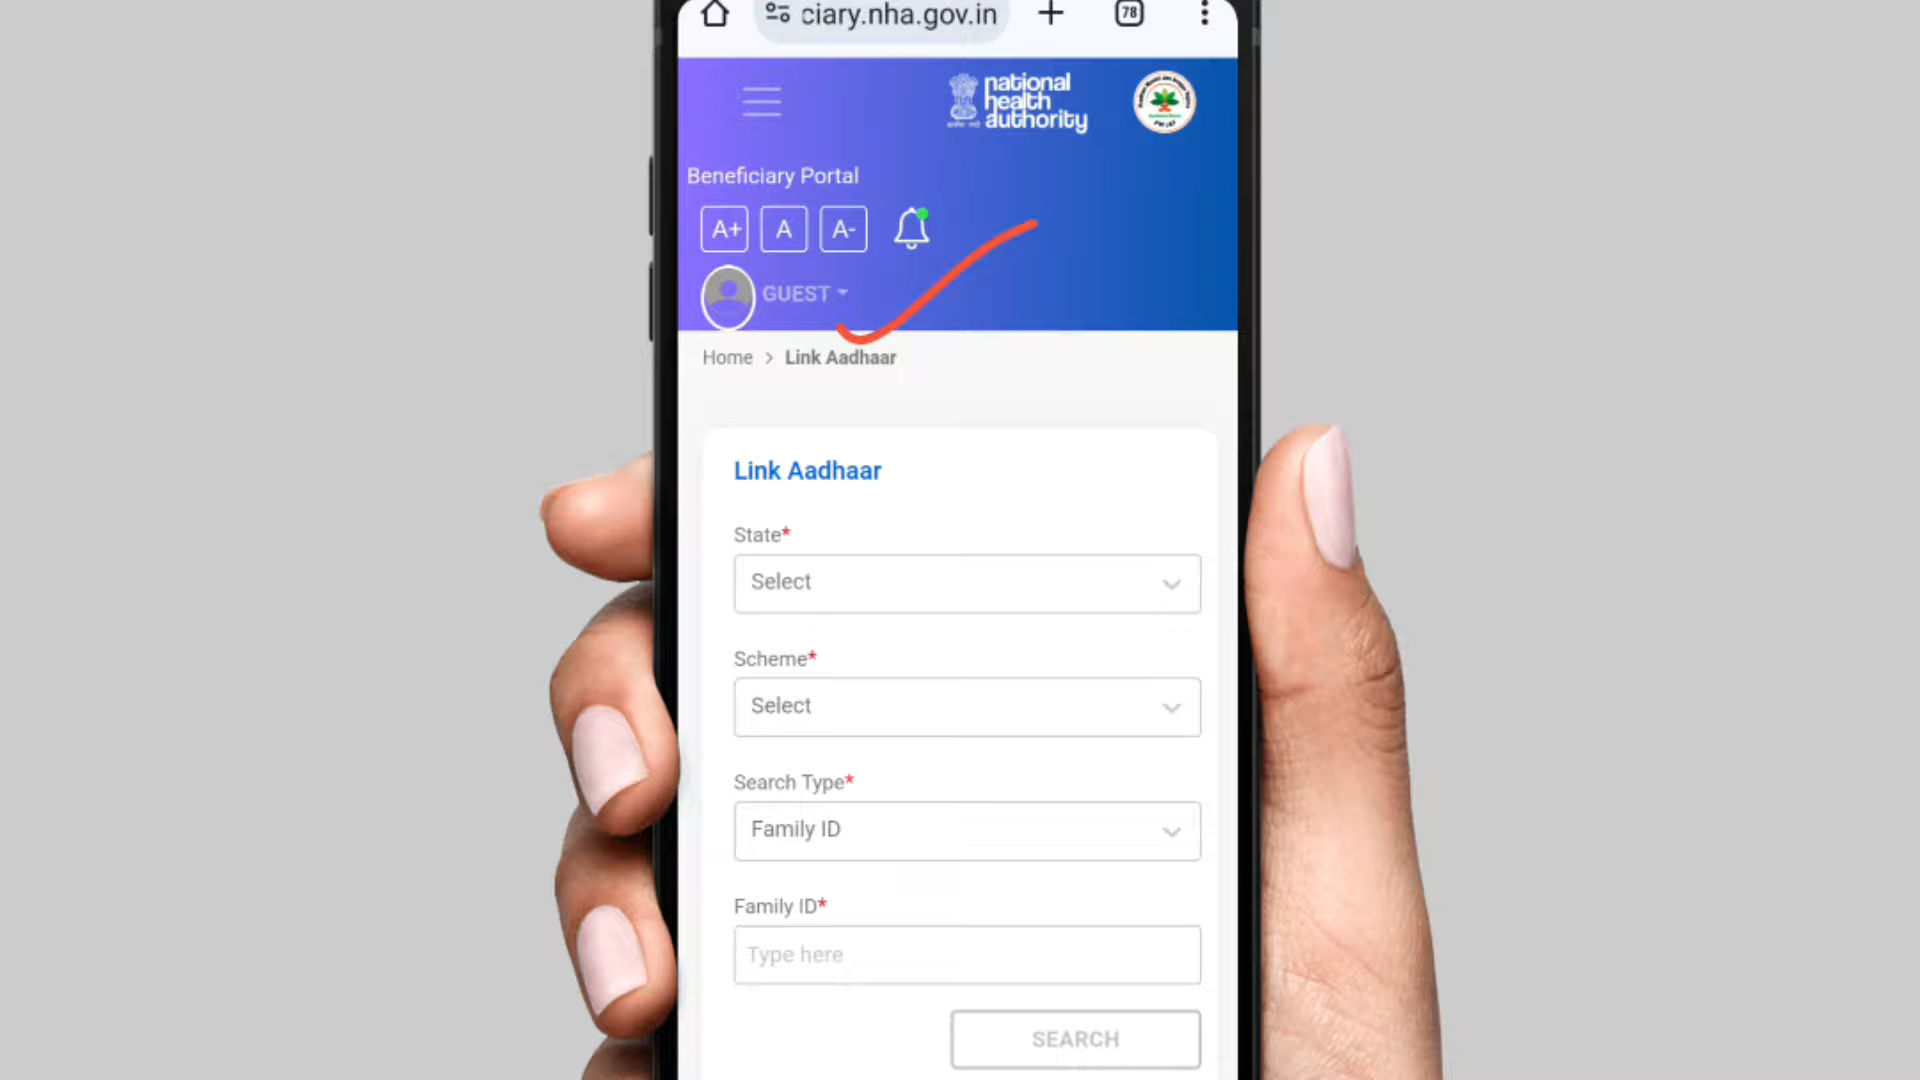 ciary.nha.gov.in
78
national
health
authority
Beneficiary Portal
A+ A A-
GUEST
Home > Link Aadhaar
Link Aadhaar
State*
Select
Scheme*
Select
Search Type*
Family ID
Family ID*
Type here
SEARCH